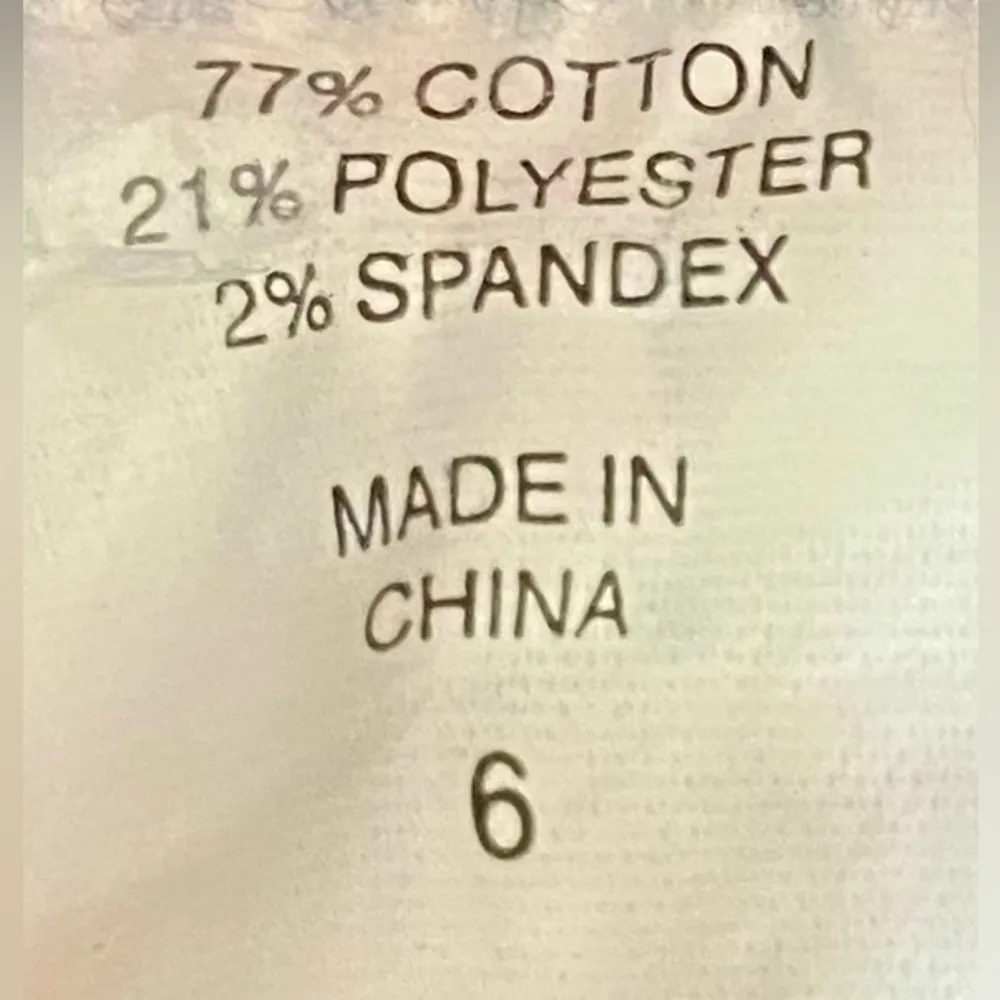 77% COTTON
21% POLYESTER
2% SPANDEX
MADE IN
CHINA
6